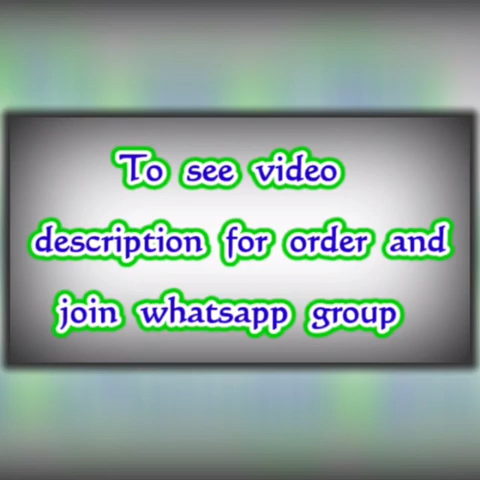 To see video
description for order and
join whatsapp group